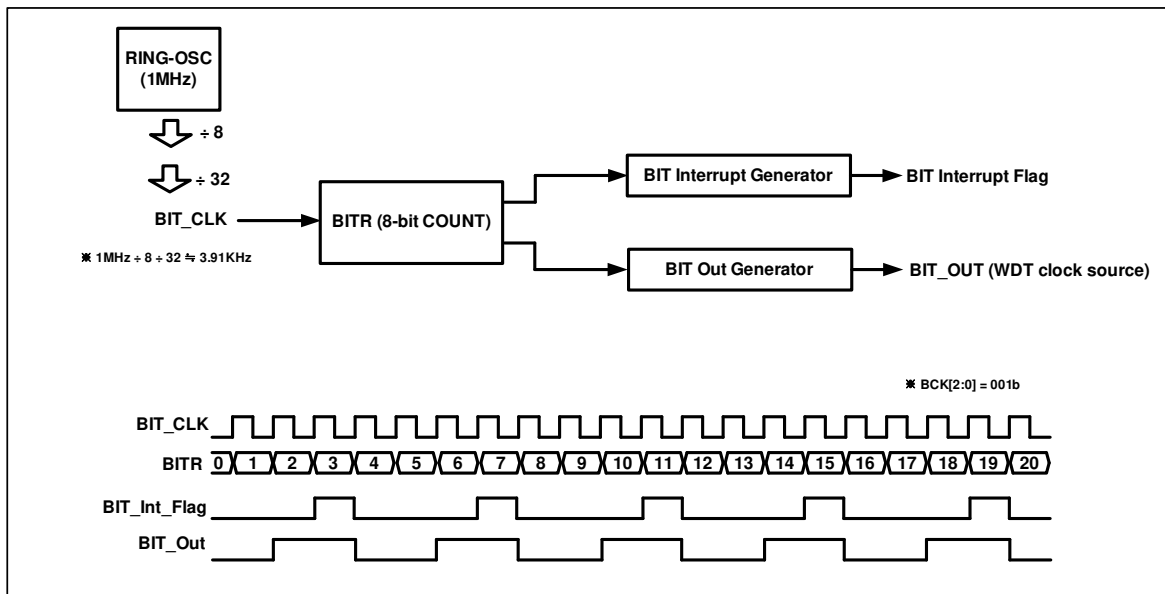 RING-OSC
(1MHz)
÷ 8
÷ 32
BIT_CLK
※ 1MHz ÷ 8 ÷ 32 ≒ 3.91KHz
BITR (8-bit COUNT)
BIT Interrupt Generator
BIT Interrupt Flag
BIT Out Generator
BIT_OUT (WDT clock source)
※ BCK[2:0] = 001b
BIT_CLK
BITR 0 1 2 3 4 5 6 7 8 9 10 11 12 13 14 15 16 17 18 19 20
BIT_Int_Flag
BIT_Out